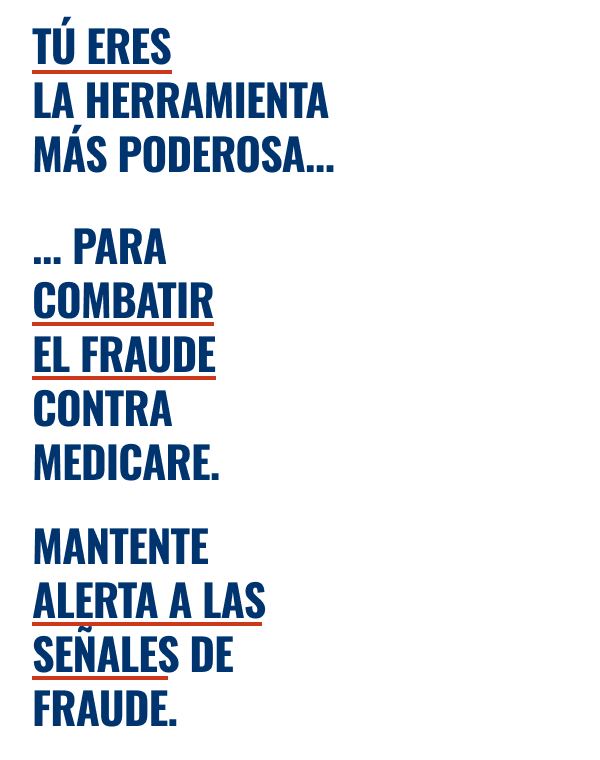 TÚ ERES
LA HERRAMIENTA
MÁS PODEROSA...
... PARA
COMBATIR
EL FRAUDE
CONTRA
MEDICARE.
MANTENTE
ALERTA A LAS
SEÑALES DE
FRAUDE.